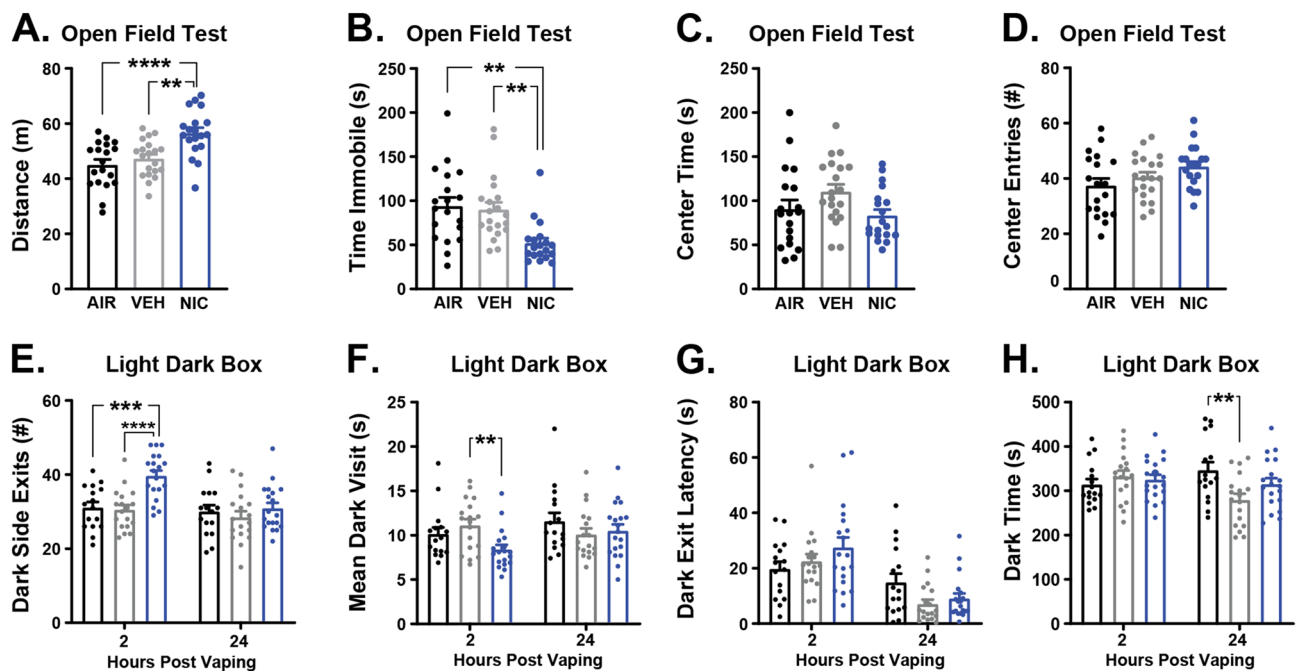 A. Open Field Test
Distance (m)
80
60
40
20
0
****
**
AIR VEH NIC
B. Open Field Test
Time Immobile (s)
250
200
150
100
50
0
**
**
AIR VEH NIC
C. Open Field Test
Center Time (s)
250
200
150
100
50
0
AIR VEH NIC
D. Open Field Test
Center Entries (#)
80
60
40
20
0
AIR VEH NIC
E. Light Dark Box
Dark Side Exits (#)
60
40
20
0
***
****
2 24
Hours Post Vaping
F. Light Dark Box
Mean Dark Visit (s)
25
20
15
10
5
0
**
2 24
Hours Post Vaping
G. Light Dark Box
Dark Exit Latency (s)
80
60
40
20
0
2 24
Hours Post Vaping
H. Light Dark Box
Dark Time (s)
500
400
300
200
100
0
**
2 24
Hours Post Vaping